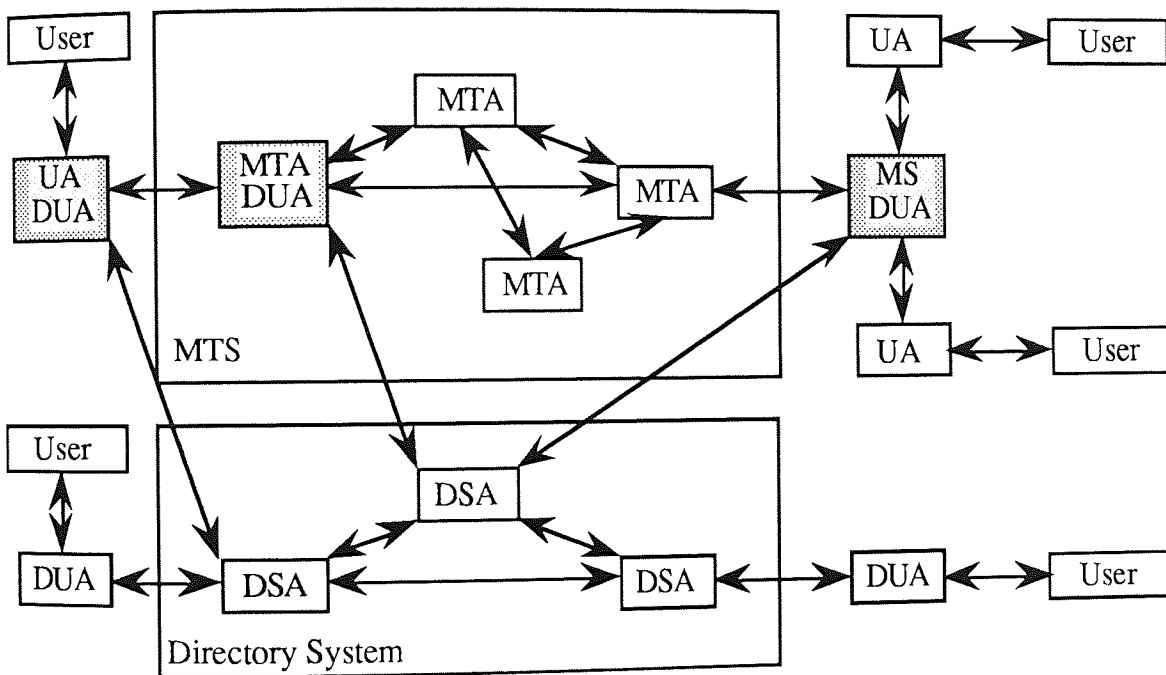 User
UA
User
MTA
UA
DUA
MTA
DUA
MTA
MS
DUA
MTA
MTS
UA
User
User
DSA
DUA
DSA
DSA
DUA
User
Directory System